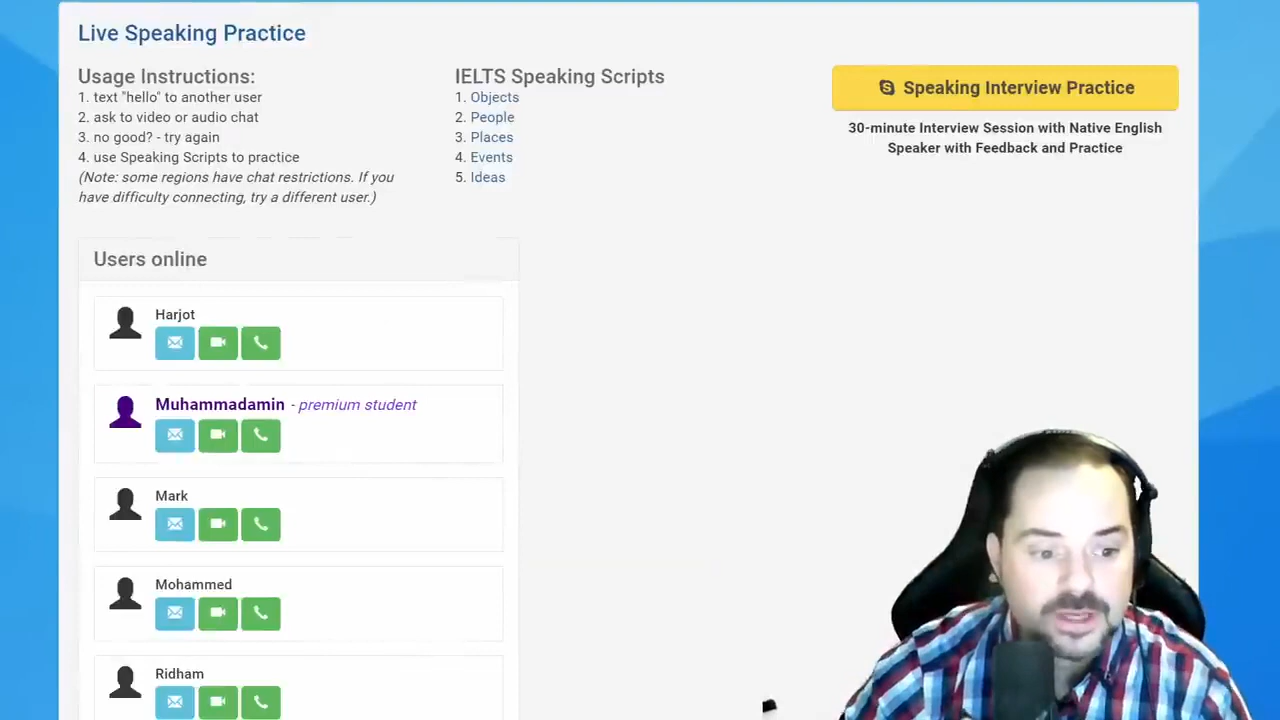 Live Speaking Practice
Usage Instructions:
1. text "hello" to another user
2. ask to video or audio chat
3. no good? - try again
4. use Speaking Scripts to practice
(Note: some regions have chat restrictions. If you
have difficulty connecting, try a different user.)
IELTS Speaking Scripts
1. Objects
2. People
3. Places
4. Events
5. Ideas
Speaking Interview Practice
30-minute Interview Session with Native English
Speaker with Feedback and Practice
Users online
Harjot
Muhammadamin - premium student
Mark
Mohammed
Ridham